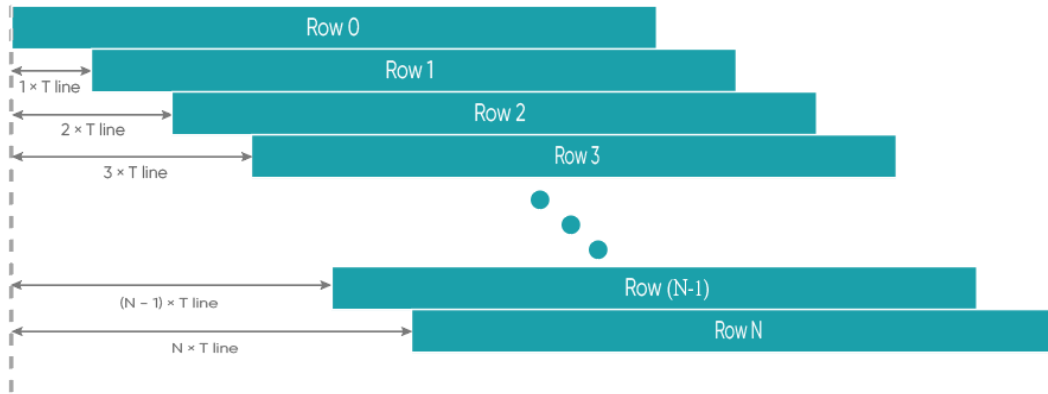 Row 0
Row 1
1 × T line
Row 2
2 × T line
Row 3
3 × T line
Row (N-1)
(N - 1) × T line
Row N
N × T line